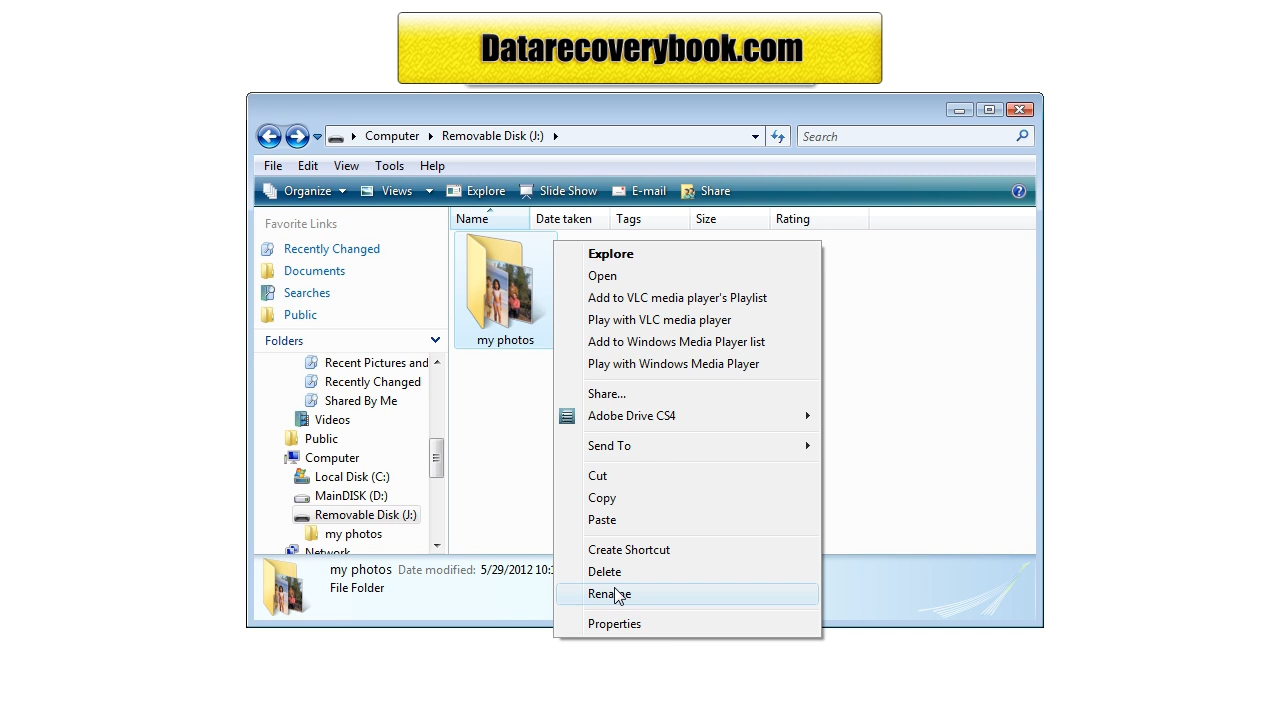 Datarecoverybook.com
Computer Removable Disk (J:)
Search
File Edit View Tools Help
Organize Views Explore Slide Show E-mail Share
Favorite Links
Recently Changed
Documents
Searches
Public
Folders
Recent Pictures and
Recently Changed
Shared By Me
Videos
Public
Computer
Local Disk (C:)
MainDISK (D:)
Removable Disk (J:)
my photos
Network
Name Date taken Tags Size Rating
my photos
Explore
Open
Add to VLC media player's Playlist
Play with VLC media player
Add to Windows Media Player list
Play with Windows Media Player
Share...
Adobe Drive CS4
Send To
Cut
Copy
Paste
Create Shortcut
Delete
Rename
Properties
my photos Date modified: 5/29/2012 10:
File Folder